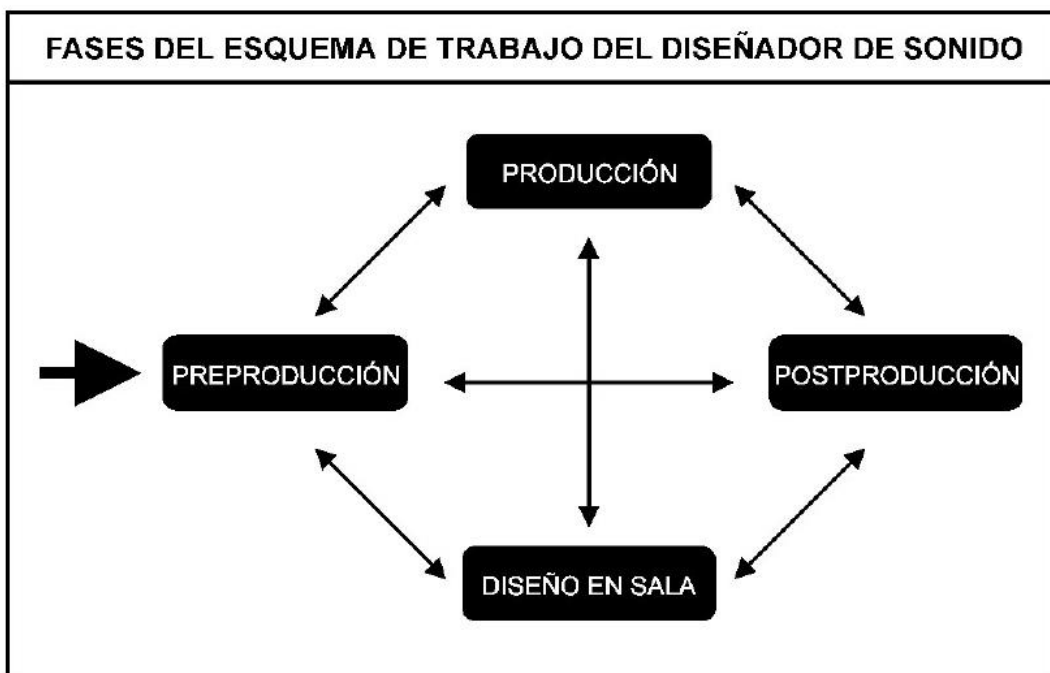 FASES DEL ESQUEMA DE TRABAJO DEL DISEÑADOR DE SONIDO
PRODUCCIÓN
PREPRODUCCIÓN
POSTPRODUCCIÓN
DISEÑO EN SALA